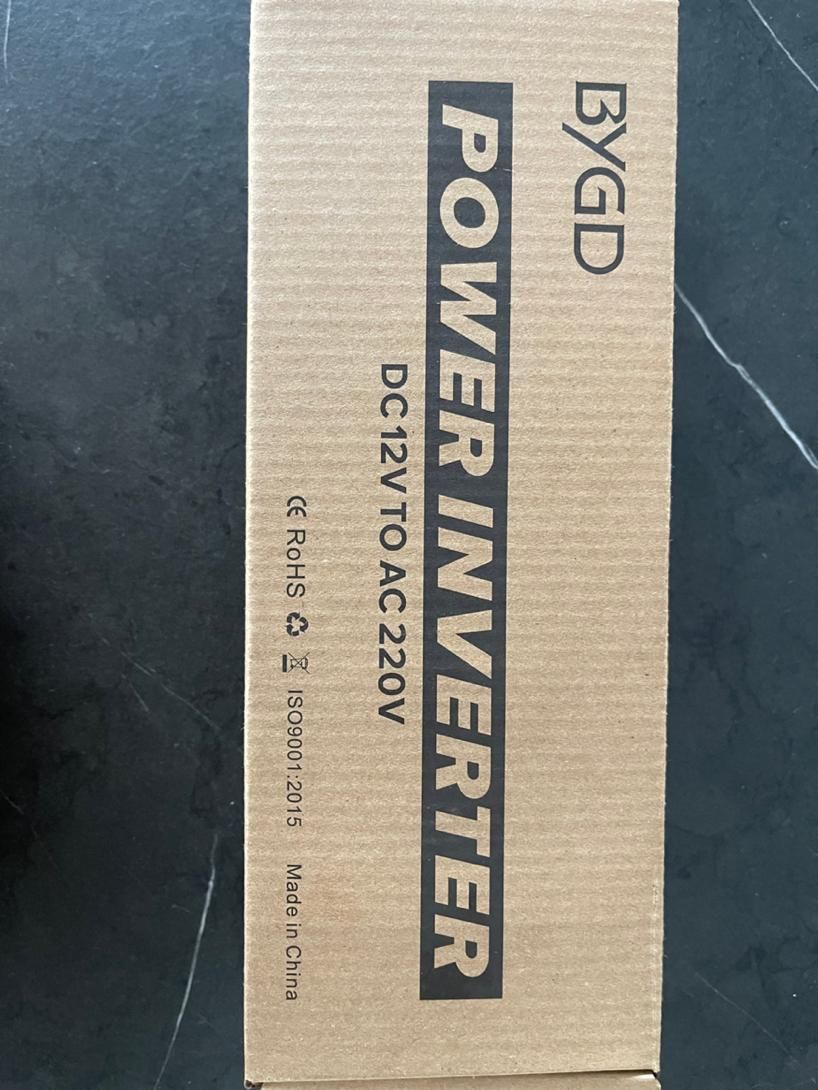 BYGD
POWER INVERTER
DC 12V TO AC 220V
CE RoHS ISO9001:2015 Made in China